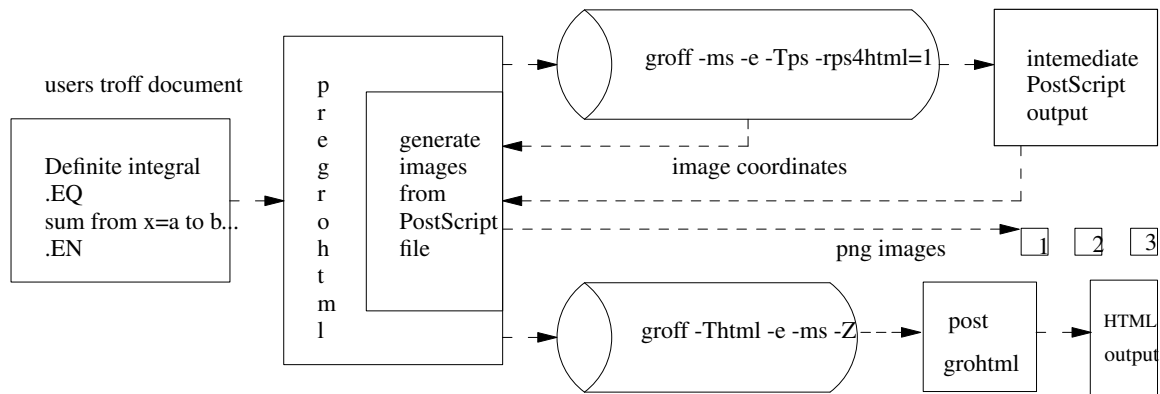 users troff document
Definite integral
.EQ
sum from x=a to b...
.EN
p
r
e
g
r
o
h
t
m
l
generate
images
from
PostScript
file
groff -ms -e -Tps -rps4html=1
intemediate
PostScript
output
image coordinates
png images
1
2
3
groff -Thtml -e -ms -Z
post
grohtml
HTML
output